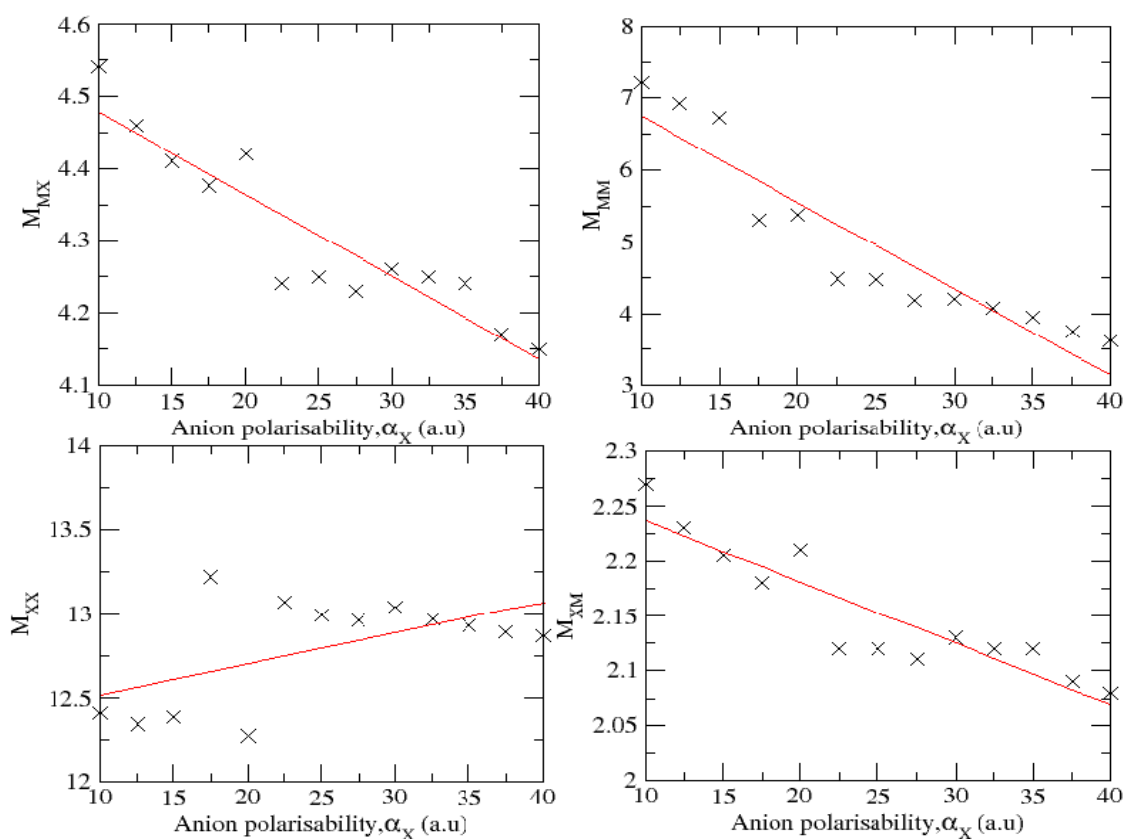 4.6
4.5
4.4
4.3
4.2
4.1
M_MX
10 15 20 25 30 35 40
Anion polarisability,α_X (a.u)
8
7
6
5
4
3
M_MM
10 15 20 25 30 35 40
Anion polarisability,α_X (a.u)
14
13.5
13
12.5
12
M_XX
10 15 20 25 30 35 40
Anion polarisability,α_X (a.u)
2.3
2.25
2.2
2.15
2.1
2.05
2
M_XM
10 15 20 25 30 35 40
Anion polarisability,α_X (a.u)